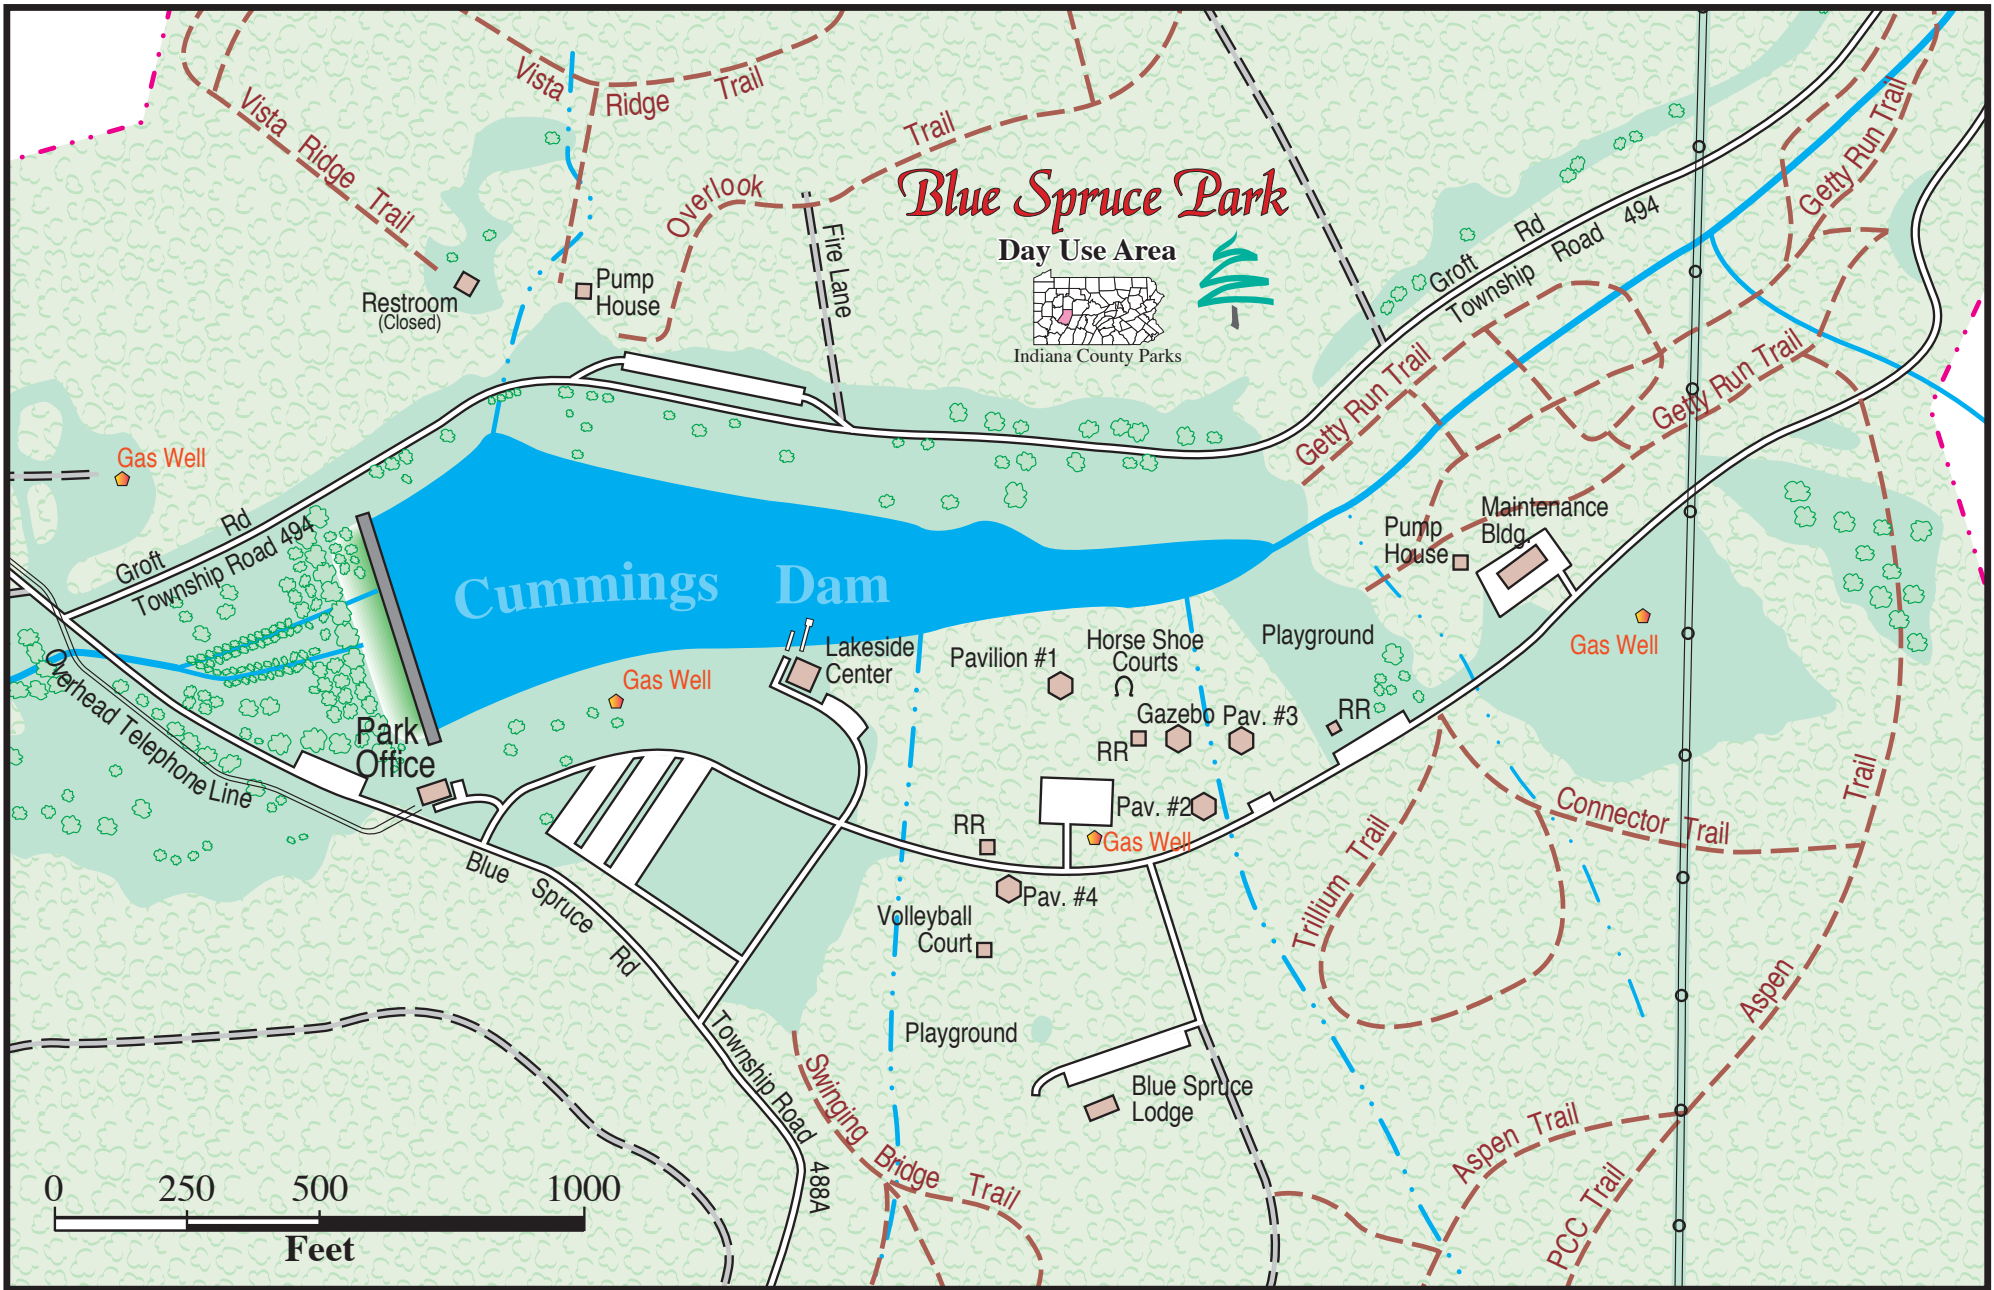 Vista
Ridge
Trail
Vista Ridge Trail
Trail
Overlook
Blue Spruce Park
Day Use Area
Indiana County Parks
Fire Lane
Pump
House
Restroom
(Closed)
Groft Rd
Township Road 494
Getty Run Trail
Getty Run Trail
Getty Run Trail
Gas Well
Groft Rd
Township Road 494
Cummings Dam
Maintenance
Bldg.
Pump
House
Gas Well
Playground
Horse Shoe
Courts
Pavilion #1
Lakeside
Center
Gas Well
Overhead Telephone Line
Park
Office
Gazebo
Pav. #3
RR
RR
Pav. #2
Gas Well
RR
Pav. #4
Volleyball
Court
Connector Trail
Trillium Trail
Trail
Aspen
Blue Spruce Rd
Township Road
488A
Playground
Blue Spruce
Lodge
Swinging
Bridge Trail
Aspen Trail
PCC Trail
0 250 500 1000
Feet